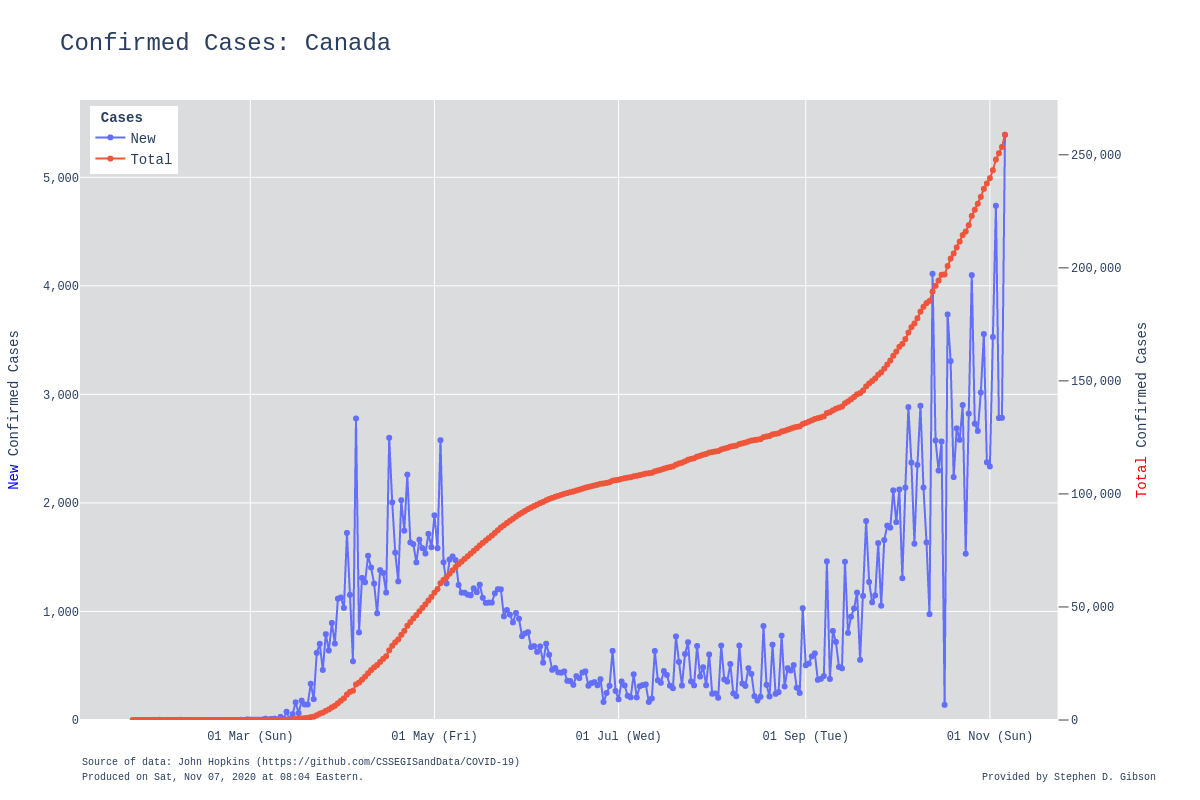 Confirmed Cases: Canada
Cases
New
Total
5,000
4,000
3,000
2,000
1,000
0
250,000
200,000
150,000
100,000
50,000
0
New Confirmed Cases
Total Confirmed Cases
01 Mar (Sun) 01 May (Fri) 01 Jul (Wed) 01 Sep (Tue) 01 Nov (Sun)
Source of data: John Hopkins (https://github.com/CSSEGISandData/COVID-19)
Produced on Sat, Nov 07, 2020 at 08:04 Eastern.
Provided by Stephen D. Gibson